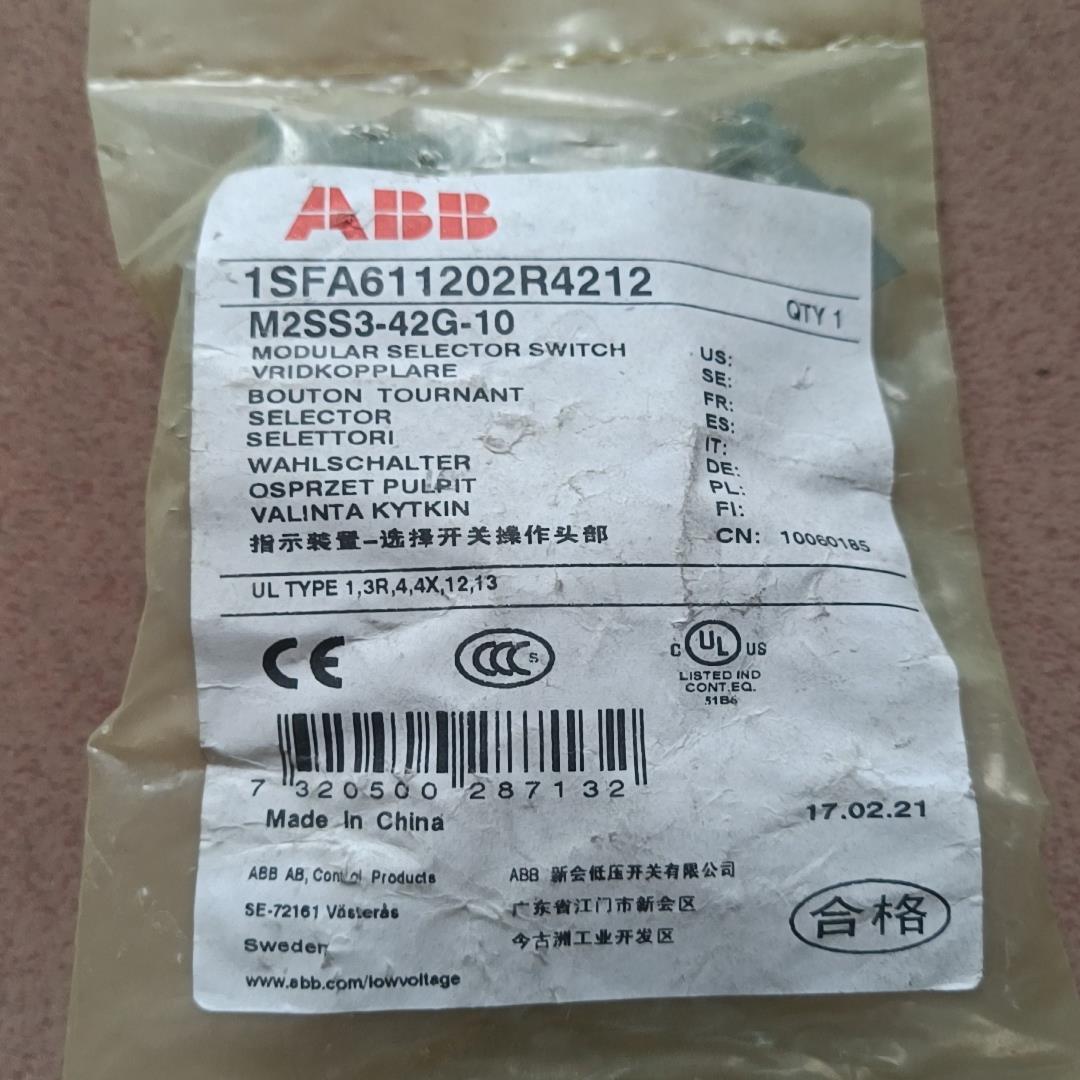 ABB
1SFA611202R4212
QTY 1
M2SS3-42G-10
MODULAR SELECTOR SWITCH US:
VRIDKOPPLARE SE:
BOUTON TOURNANT FR:
SELECTOR ES:
SELETTORI IT:
WAHLSCHALTER DE:
OSPRZET PULPIT PL:
VALINTA KYTKIN FI:
指示装置-选择开关操作头部 CN: 10060185
UL TYPE 1,3R,4,4X,12,13
CE CCC S C UL US
LISTED IND
CONT.EQ.
51B6
7 320500 287132
Made in China
17.02.21
ABB AB, Control Products
SE-72161 Västerås
Sweden
www.abb.com/lowvoltage
ABB 新会低压开关有限公司
广东省江门市新会区
今古洲工业开发区
合格